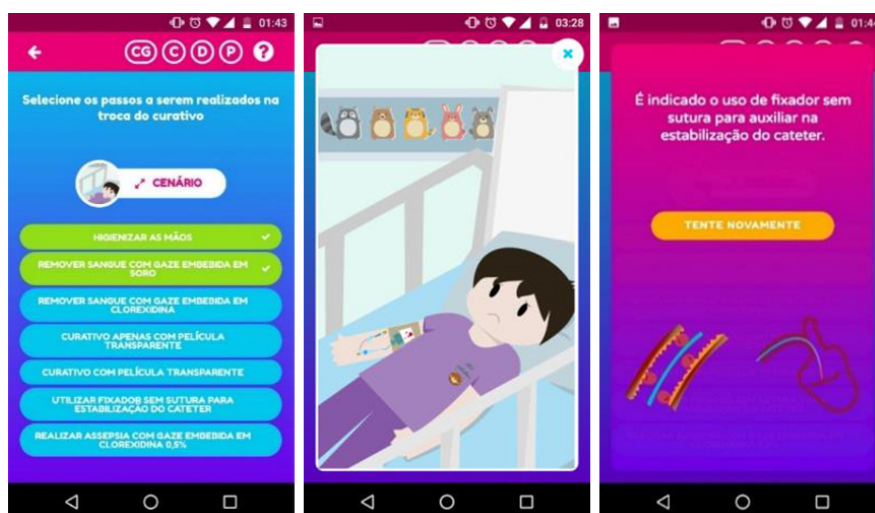 01:43
CG C D P ?
Selecione os passos a serem realizados na
troca do curativo
CENÁRIO
HIGIENIZAR AS MÃOS
REMOVER SANGUE COM GAZE EMBEBIDA EM
SORO
REMOVER SANGUE COM GAZE EMBEBIDA EM
CLOREXIDINA
CURATIVO APENAS COM PELÍCULA
TRANSPARENTE
CURATIVO COM PELÍCULA TRANSPARENTE
UTILIZAR FIXADOR SEM SUTURA PARA
ESTABILIZAÇÃO DO CATETER
REALIZAR ASSEPSIA COM GAZE EMBEBIDA EM
CLOREXIDINA 0,5%
03:28
01:44
É indicado o uso de fixador sem
sutura para auxiliar na
estabilização do cateter.
TENTE NOVAMENTE